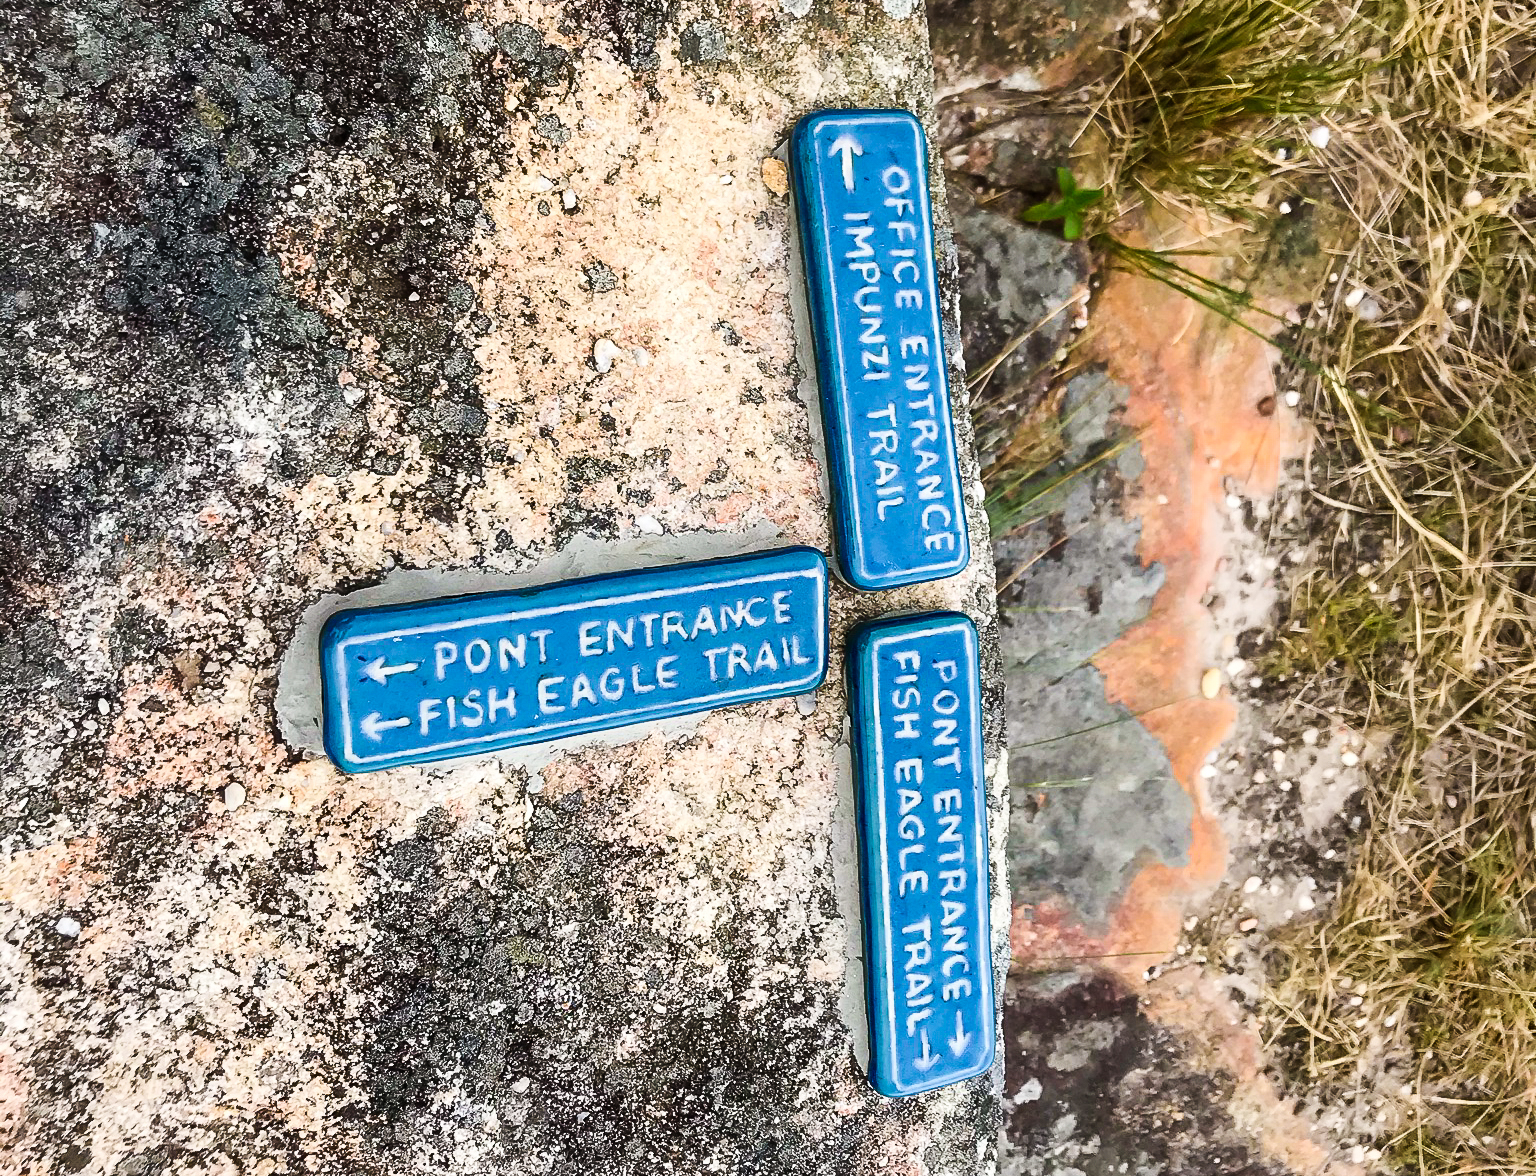 OFFICE ENTRANCE
← IMPUNZI TRAIL
← PONT ENTRANCE
← FISH EAGLE TRAIL
PONT ENTRANCE →
FISH EAGLE TRAIL →